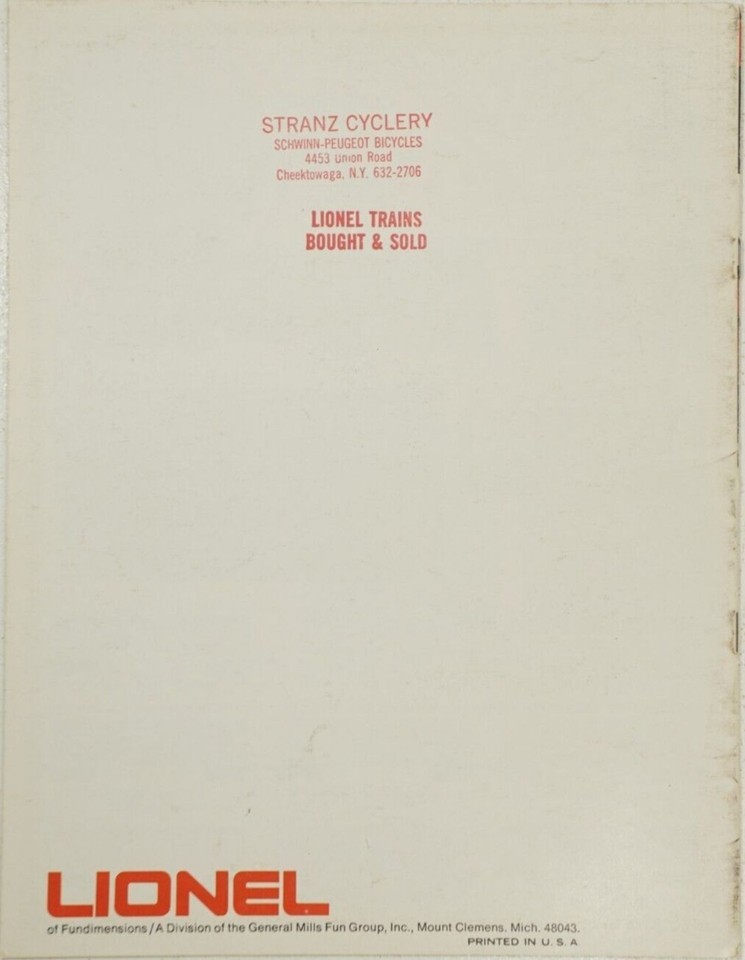 STRANZ CYCLERY
SCHWINN-PEUGEOT BICYCLES
4453 Union Road
Cheektowaga, N.Y. 632-2706
LIONEL TRAINS
BOUGHT & SOLD
LIONEL
of Fundimensions/A Division of the General Mills Fun Group, Inc., Mount Clemens. Mich. 48043.
PRINTED IN U. S. A